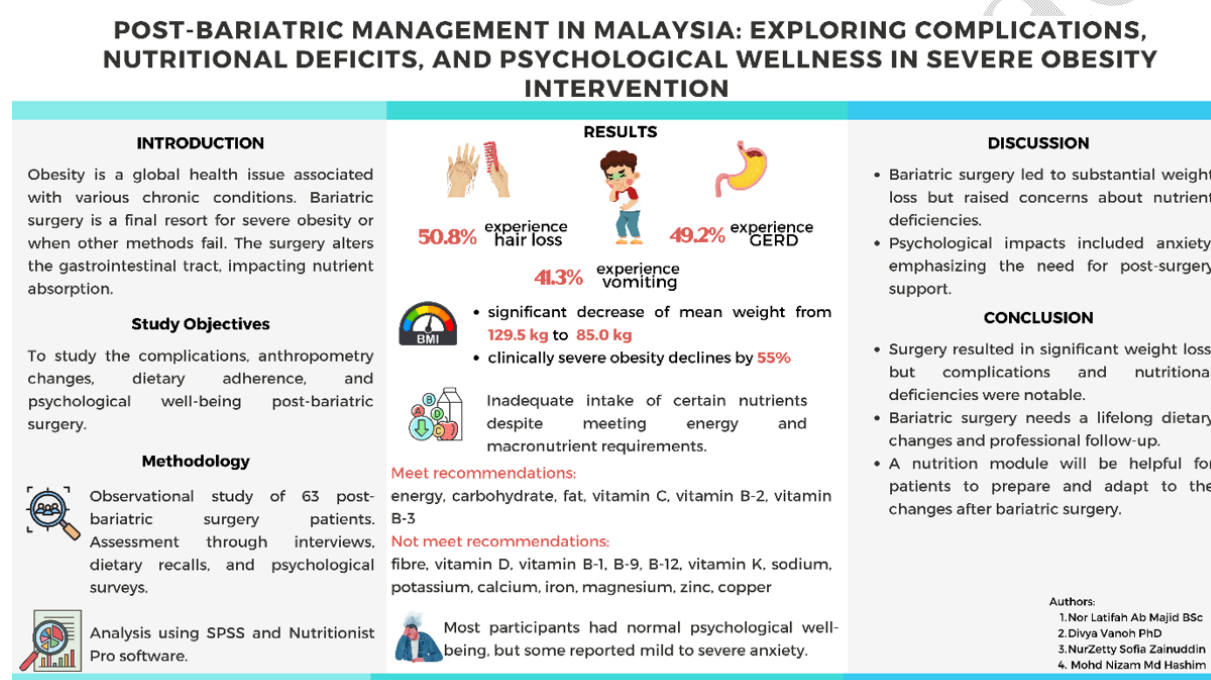 POST-BARIATRIC MANAGEMENT IN MALAYSIA: EXPLORING COMPLICATIONS,
NUTRITIONAL DEFICITS, AND PSYCHOLOGICAL WELLNESS IN SEVERE OBESITY
INTERVENTION
INTRODUCTION
Obesity is a global health issue associated
with various chronic conditions. Bariatric
surgery is a final resort for severe obesity or
when other methods fail. The surgery alters
the gastrointestinal tract, impacting nutrient
absorption.
Study Objectives
To study the complications, anthropometry
changes, dietary adherence, and
psychological well-being post-bariatric
surgery.
Methodology
Observational study of 63 post-
bariatric surgery patients.
Assessment through interviews,
dietary recalls, and psychological
surveys.
Analysis using SPSS and Nutritionist
Pro software.
RESULTS
50.8% experience
hair loss
49.2% experience
GERD
41.3% experience
vomiting
BMI
• significant decrease of mean weight from
129.5 kg to 85.0 kg
• clinically severe obesity declines by 55%
B
A
D
C
Inadequate intake of certain nutrients
despite meeting energy and
macronutrient requirements.
Meet recommendations:
energy, carbohydrate, fat, vitamin C, vitamin B-2, vitamin
B-3
Not meet recommendations:
fibre, vitamin D, vitamin B-1, B-9, B-12, vitamin K, sodium,
potassium, calcium, iron, magnesium, zinc, copper
Most participants had normal psychological well-
being, but some reported mild to severe anxiety.
DISCUSSION
• Bariatric surgery led to substantial weight
loss but raised concerns about nutrient
deficiencies.
• Psychological impacts included anxiety
emphasizing the need for post-surgery
support.
CONCLUSION
• Surgery resulted in significant weight loss
but complications and nutritiona
deficiencies were notable.
• Bariatric surgery needs a lifelong dietary
changes and professional follow-up.
• A nutrition module will be helpful for
patients to prepare and adapt to the
changes after bariatric surgery.
Authors:
1.Nor Latifah Ab Majid BSc
2.Divya Vanoh PhD
3.NurZetty Sofia Zainuddin
4. Mohd Nizam Md Hashim